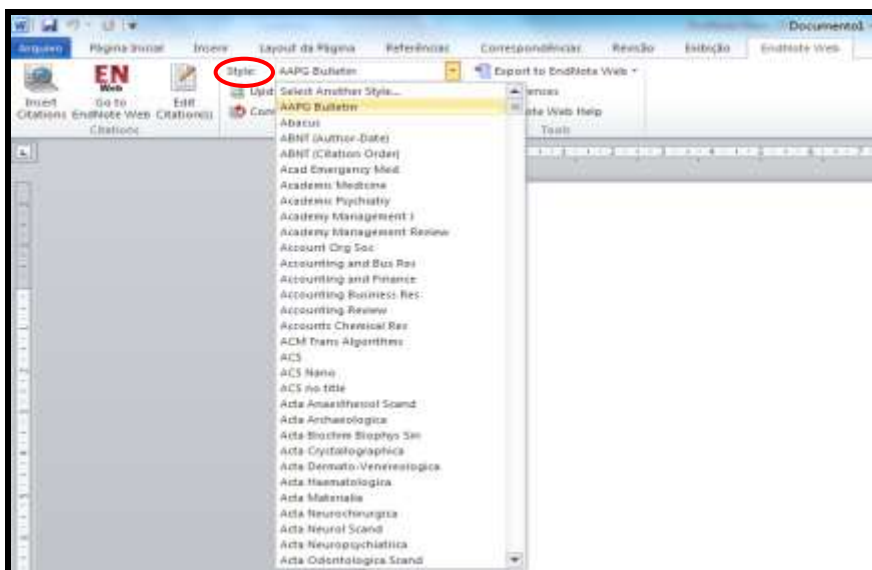 Documento1
Arquivo Página Inicial Inserir Layout da Página Referências Correspondências Revisão Exibição EndNote Web
EN
Web
Insert Citations
Go to EndNote Web
Edit Citation(s)
Citations
Style: AAPG Bulletin
Export to EndNote Web
Web Help
Tools
Select Another Style...
AAPG Bulletin
Abacus
ABNT (Author-Date)
ABNT (Citation Order)
Acad Emergency Med
Academic Medicine
Academic Psychiatry
Academy Management J
Academy Management Review
Account Org Soc
Accounting and Bus Res
Accounting and Finance
Accounting Business Res
Accounting Review
Accounts Chemical Res
ACM Trans Algorithms
ACS
ACS Nano
ACS no title
Acta Anaesthesiol Scand
Acta Archaeologica
Acta Biochim Biophys Sin
Acta Crystallographica
Acta Dermato-Venereologica
Acta Haematologica
Acta Materialia
Acta Neurochirurgica
Acta Neurol Scand
Acta Neuropsychiatrica
Acta Odontologica Scand